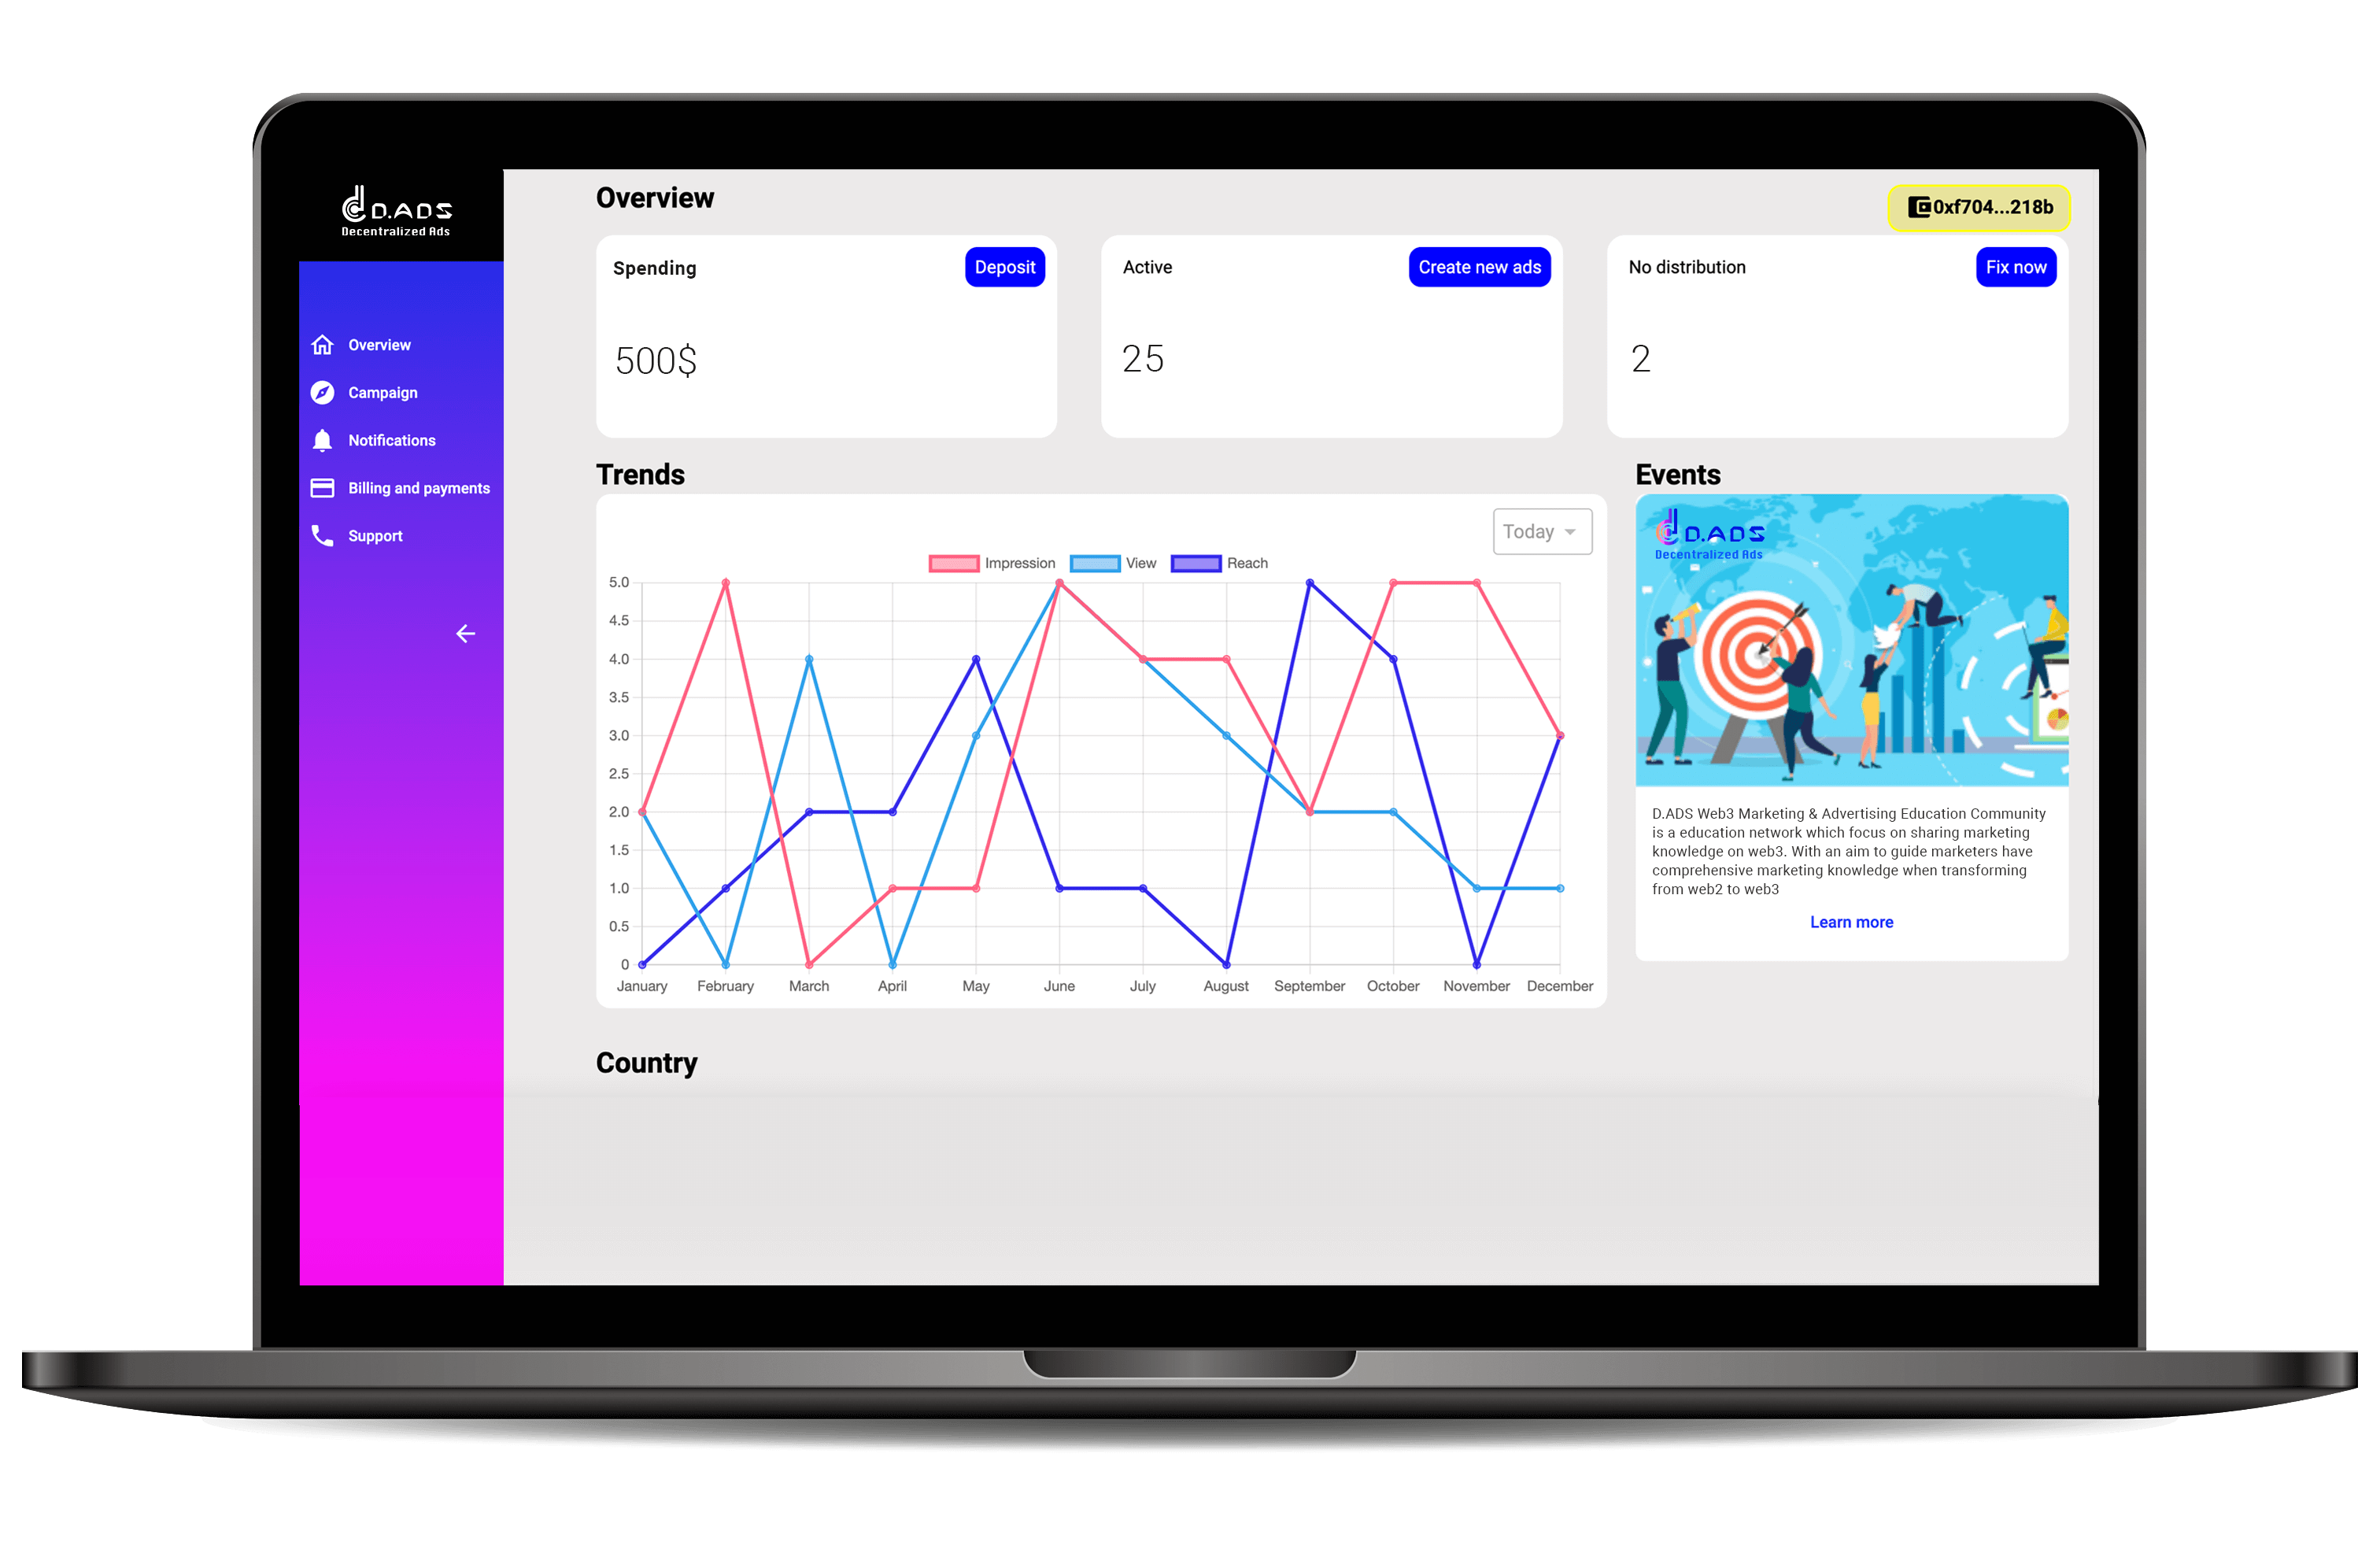 D.ADS
Decentralized Ads
Overview
Campaign
Notifications
Billing and payments
Support
Overview
0xf704...218b
Spending
Deposit
500$
Active
Create new ads
25
No distribution
Fix now
2
Trends
Today
Impression View Reach
5.0
4.5
4.0
3.5
3.0
2.5
2.0
1.5
1.0
0.5
0
January February March April May June July August September October November December
Events
D.ADS
Decentralized Ads
D.ADS Web3 Marketing & Advertising Education Community
is a education network which focus on sharing marketing
knowledge on web3. With an aim to guide marketers have
comprehensive marketing knowledge when transforming
from web2 to web3
Learn more
Country